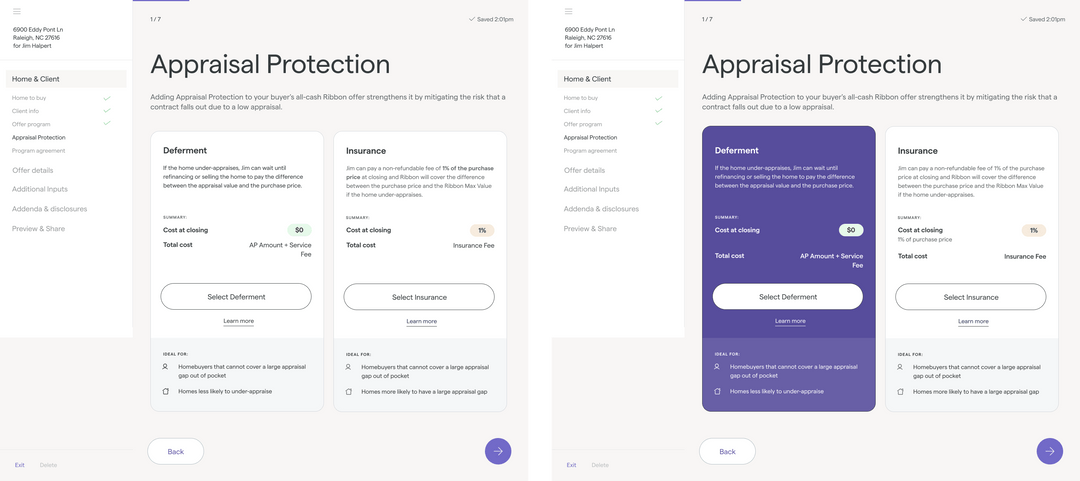 6900 Eddy Pont Ln
Raleigh, NC 27616
for Jim Halpert
Home & Client
Home to buy
Client info
Offer program
Appraisal Protection
Program agreement
Offer details
Additional Inputs
Addenda & disclosures
Preview & Share
Exit
Delete
1 / 7
Saved 2:01pm
Appraisal Protection
Adding Appraisal Protection to your buyer's all-cash Ribbon offer strengthens it by mitigating the risk that a
contract falls out due to a low appraisal.
Deferment
If the home under-appraises, Jim can wait until
refinancing or selling the home to pay the difference
between the appraisal value and the purchase price.
SUMMARY:
Cost at closing
$0
Total cost
AP Amount + Service
Fee
Select Deferment
Learn more
IDEAL FOR:
Homebuyers that cannot cover a large appraisal
gap out of pocket
Homes less likely to under-appraise
Insurance
Jim can pay a non-refundable fee of 1% of the purchase
price at closing and Ribbon will cover the difference
between the purchase price and the Ribbon Max Value
if the home under-appraises.
SUMMARY:
Cost at closing
1%
Total cost
Insurance Fee
Select Insurance
Learn more
IDEAL FOR:
Homebuyers that cannot cover a large appraisal
gap out of pocket
Homes more likely to have a large appraisal gap
Back
6900 Eddy Pont Ln
Raleigh, NC 27616
for Jim Halpert
Home & Client
Home to buy
Client info
Offer program
Appraisal Protection
Program agreement
Offer details
Additional Inputs
Addenda & disclosures
Preview & Share
Exit
Delete
1 / 7
Saved 2:01pm
Appraisal Protection
Adding Appraisal Protection to your buyer's all-cash Ribbon offer strengthens it by mitigating the risk that a
contract falls out due to a low appraisal.
Deferment
If the home under-appraises, Jim can wait until
refinancing or selling the home to pay the difference
between the appraisal value and the purchase price.
SUMMARY:
Cost at closing
$0
Total cost
AP Amount + Service
Fee
Select Deferment
Learn more
IDEAL FOR:
Homebuyers that cannot cover a large appraisal
gap out of pocket
Homes less likely to under-appraise
Insurance
Jim can pay a non-refundable fee of 1% of the purchase
price at closing and Ribbon will cover the difference
between the purchase price and the Ribbon Max Value
if the home under-appraises.
SUMMARY:
Cost at closing
1%
1% of purchase price
Total cost
Insurance Fee
Select Insurance
Learn more
IDEAL FOR:
Homebuyers that cannot cover a large appraisal
gap out of pocket
Homes more likely to have a large appraisal gap
Back